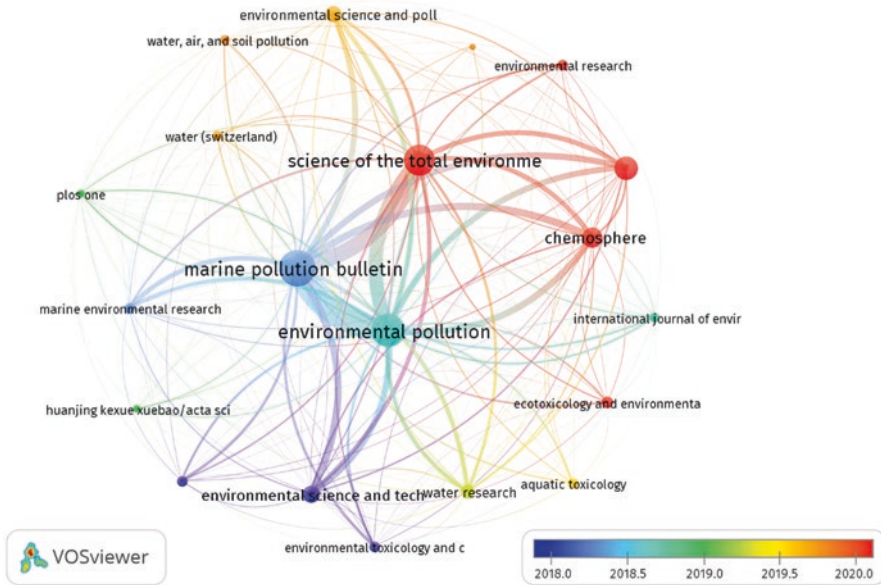 environmental science and poll
water, air, and soil pollution
environmental research
water (switzerland)
science of the total environme
plos one
chemosphere
marine pollution bulletin
marine environmental research
international journal of envir
environmental pollution
ecotoxicology and environmenta
huanjing kexue xuebao/acta sci
aquatic toxicology
environmental science and tech
water research
environmental toxicology and c
VOSviewer
2018.0 2018.5 2019.0 2019.5 2020.0